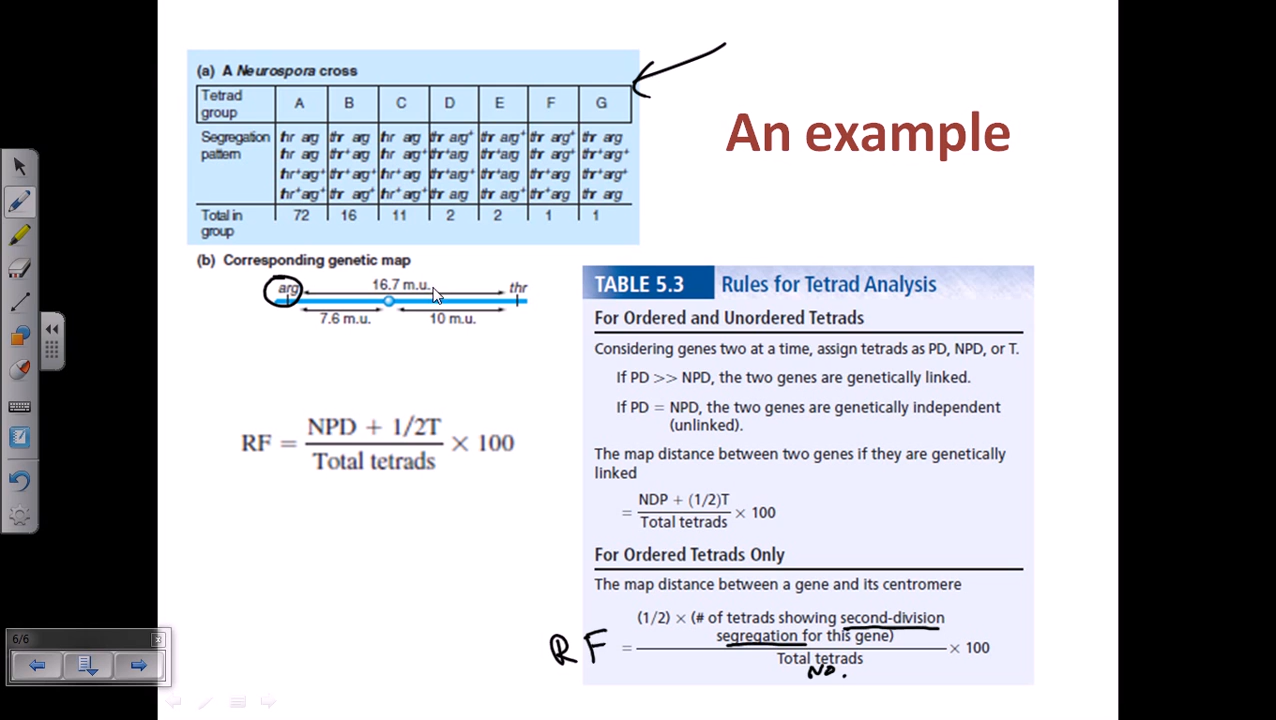 (a) A Neurospora cross
Tetrad group A B C D E F G
Segregation pattern
thr arg thr arg thr arg thr arg⁺ thr arg⁺ thr arg⁺ thr arg
thr arg thr⁺ arg thr arg thr⁺arg thr⁺arg thr arg⁺ thr⁺arg⁺
thr⁺arg⁺ thr⁺arg⁺ thr⁺ arg thr⁺arg⁺ thr⁺arg thr⁺arg thr⁺arg⁺
thr⁺arg⁺ thr arg⁺ thr⁺ arg⁺ thr arg thr arg⁺ thr⁺arg thr arg
Total in group 72 16 11 2 2 1 1
An example
(b) Corresponding genetic map
arg 16.7 m.u. thr
7.6 m.u. 10 m.u.
RF = NPD + 1/2T
Total tetrads
× 100
TABLE 5.3 Rules for Tetrad Analysis
For Ordered and Unordered Tetrads
Considering genes two at a time, assign tetrads as PD, NPD, or T.
If PD >> NPD, the two genes are genetically linked.
If PD = NPD, the two genes are genetically independent
(unlinked).
The map distance between two genes if they are genetically
linked
= NDP + (1/2)T
Total tetrads
× 100
For Ordered Tetrads Only
The map distance between a gene and its centromere
(1/2) × (# of tetrads showing second-division
segregation for this gene)
RF = × 100
Total tetrads
No.
6/6